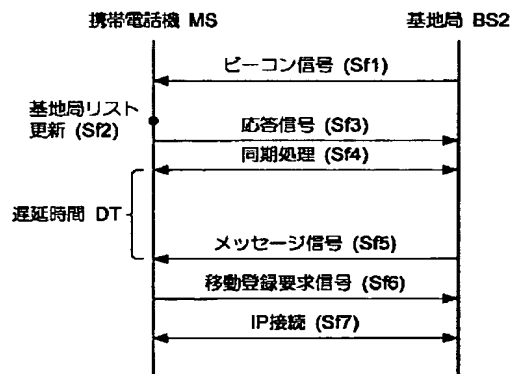 携帯電話機 MS
基地局 BS2
ビーコン信号 (Sf1)
基地局リスト
更新 (Sf2)
応答信号 (Sf3)
同期処理 (Sf4)
遅延時間 DT
メッセージ信号 (Sf5)
移動登録要求信号 (Sf6)
IP接続 (Sf7)